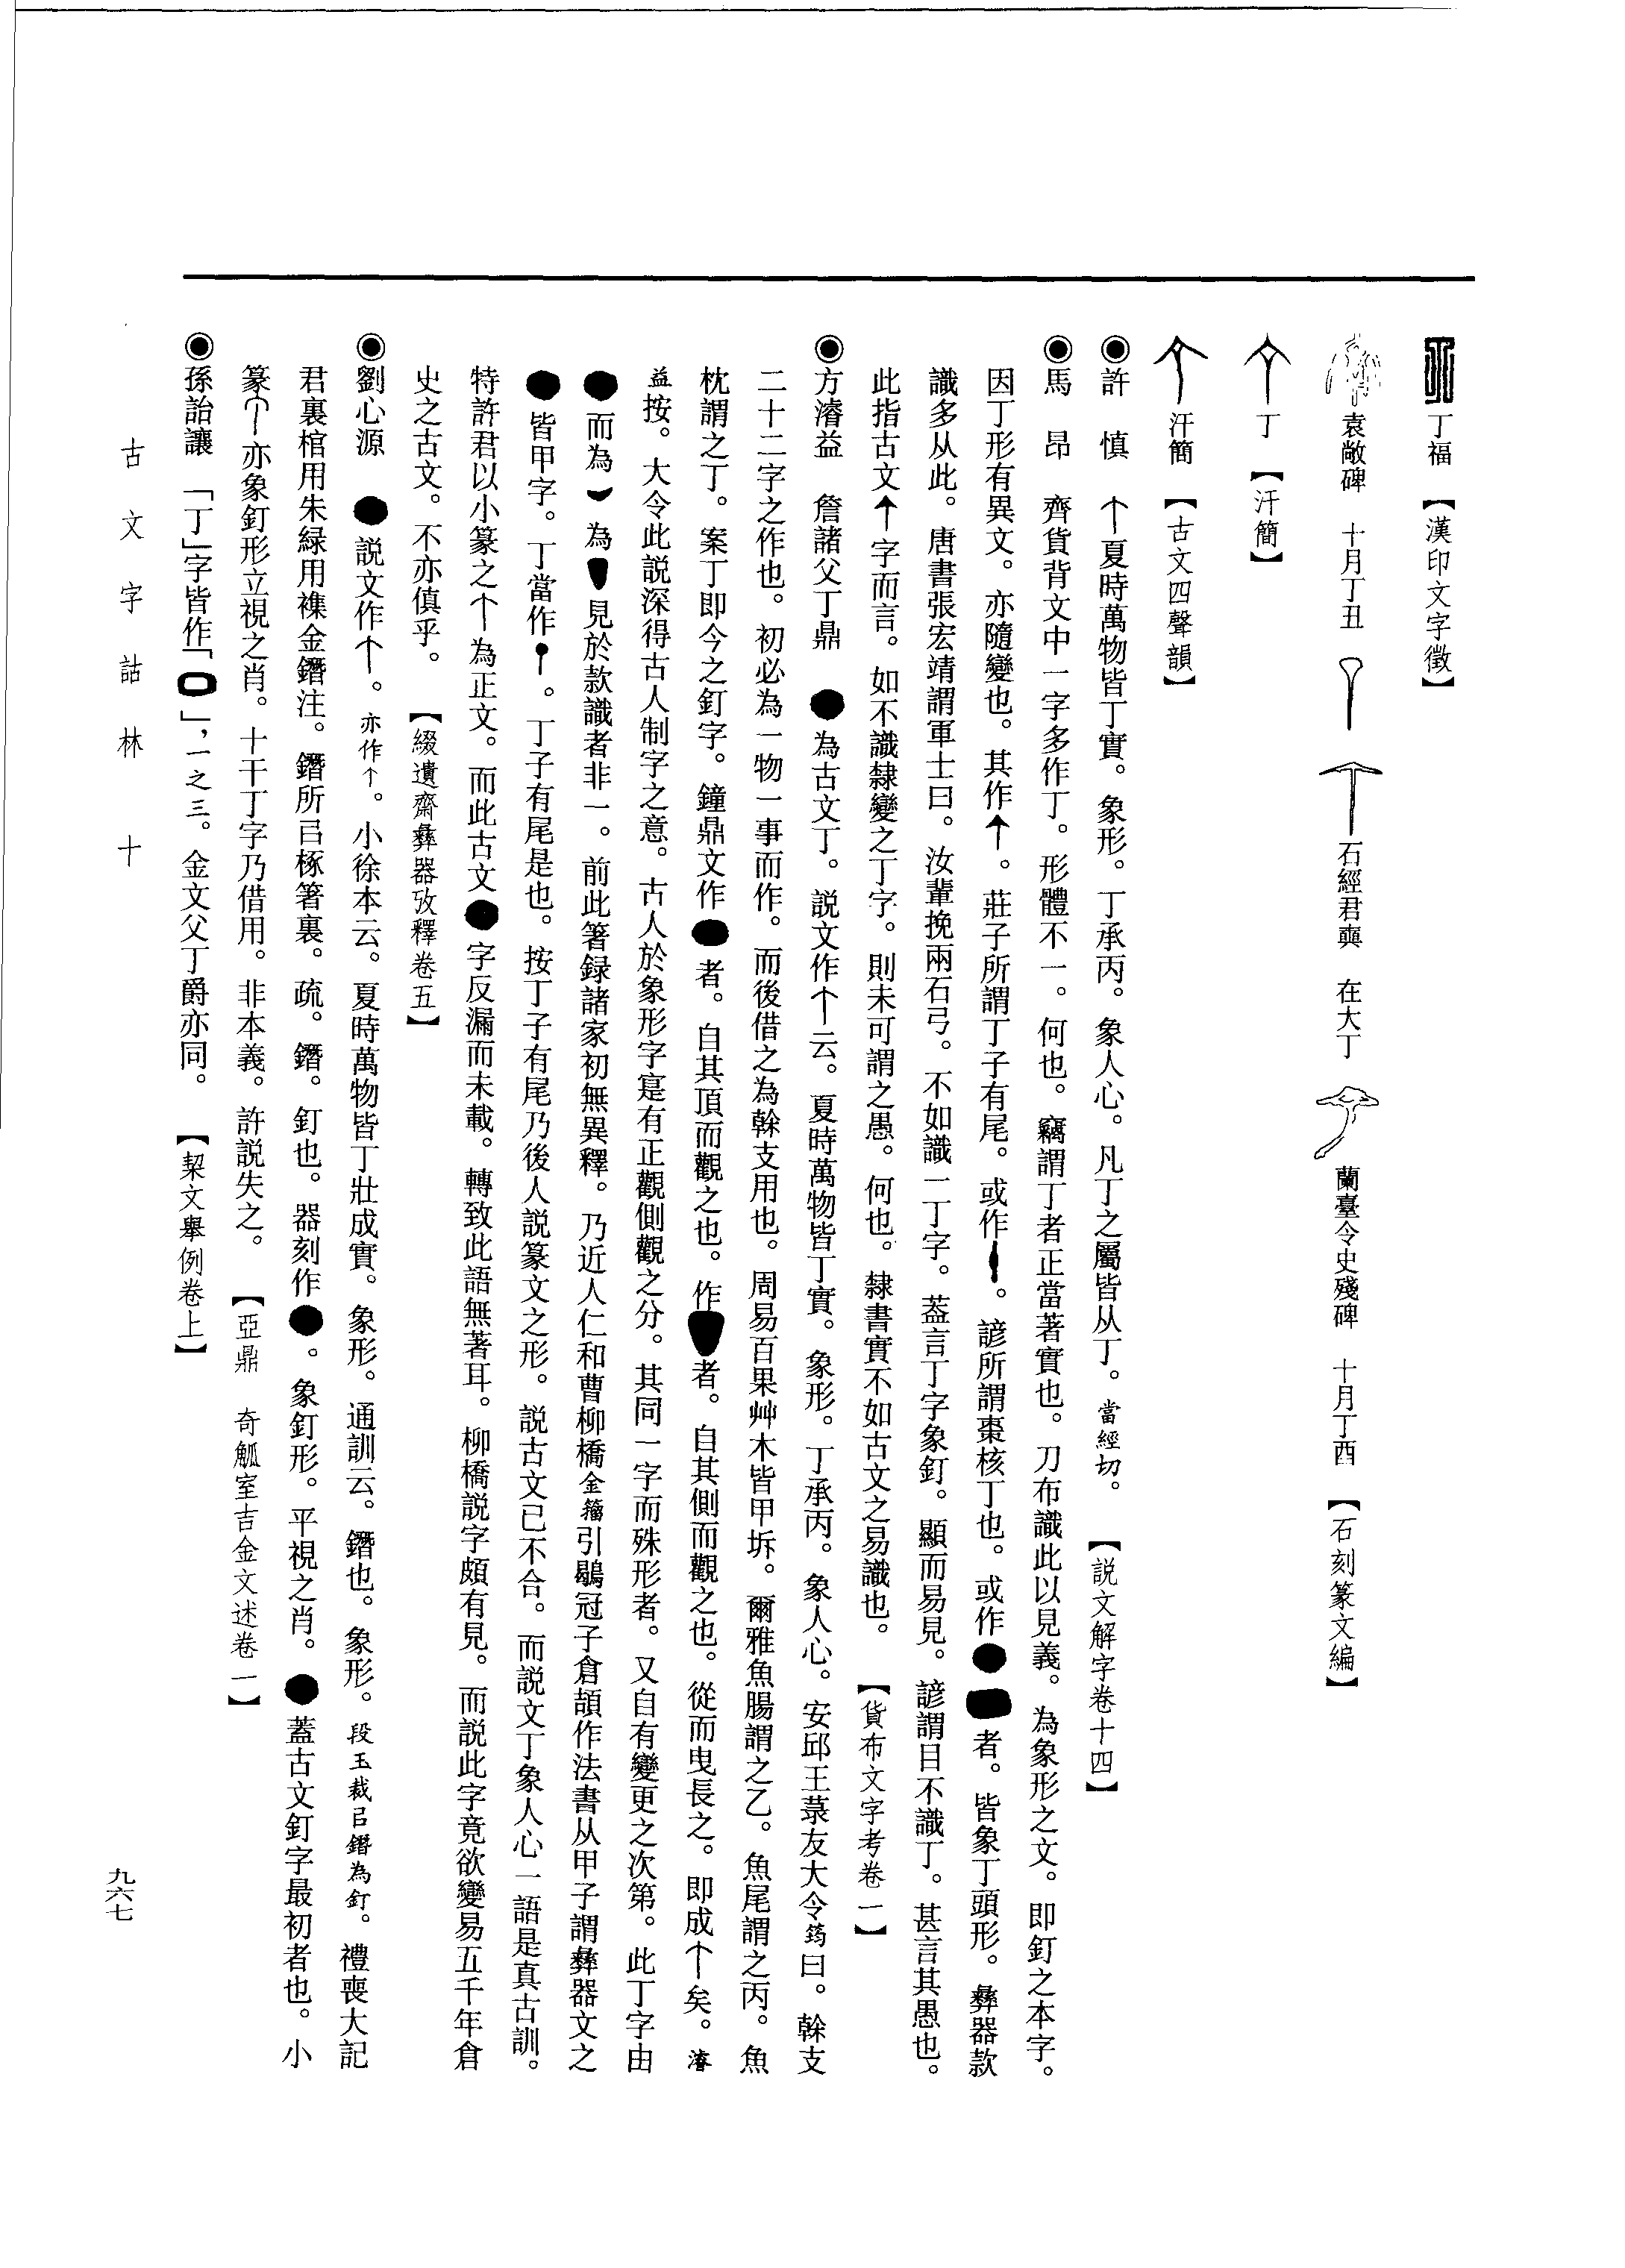 丁福 【漢印文字徵】
袁敞碑 十月丁丑 石經君奭 在大丁 蘭臺令史殘碑 十月丁酉 【石刻篆文編】
丁 【汗簡】
汗簡 【古文四聲韻】
◉許 慎 夏時萬物皆丁實。象形。丁承丙。象人心。凡丁之屬皆从丁。當經切。 【説文解字卷十四】
◉馬 昂 齊貨背文中一字多作丁。形體不一。何也。竊謂丁者正當著實也。刀布識此以見義。為象形之文。即釘之本字。
因丁形有異文。亦隨變也。其作。莊子所謂丁子有尾。或作。諺所謂棗核丁也。或作者。皆象丁頭形。彝器款
識多从此。唐書張宏靖謂軍士曰。汝輩挽兩石弓。不如識一丁字。葢言丁字象釘。顯而易見。諺謂目不識丁。甚言其愚也。
此指古文字而言。如不識隸變之丁字。則未可謂之愚。何也。隸書實不如古文之易識也。 【貨布文字考卷一】
◉方濬益 詹諸父丁鼎 為古文丁。説文作云。夏時萬物皆丁實。象形。丁承丙。象人心。安邱王菉友大令筠曰。榦支
二十二字之作也。初必為一物一事而作。而後借之為榦支用也。周易百果艸木皆甲坼。爾雅魚腸謂之乙。魚尾謂之丙。魚
枕謂之丁。案丁即今之釘字。鐘鼎文作者。自其頂而觀之也。作者。自其側而觀之也。從而曳長之。即成矣。濬
益按。大令此説深得古人制字之意。古人於象形字寔有正觀側觀之分。其同一字而殊形者。又自有變更之次第。此丁字由
而為為見於款識者非一。前此箸録諸家初無異釋。乃近人仁和曹柳橋金籀引鶡冠子倉頡作法書从甲子謂彝器文之
皆甲字。丁當作。丁子有尾是也。按丁子有尾乃後人説篆文之形。説古文已不合。而説文丁象人心一語是真古訓。
特許君以小篆之為正文。而此古文字反漏而未載。轉致此語無著耳。柳橋説字頗有見。而説此字竟欲變易五千年倉
史之古文。不亦傎乎。 【綴遺齋彝器攷釋卷五】
◉劉心源 説文作。亦作。小徐本云。夏時萬物皆丁壯成實。象形。通訓云。鐕也。象形。段玉裁㠯鐕為釘。禮喪大記
君裏棺用朱緑用襍金鐕注。鐕所㠯椓箸裏。疏。鐕。釘也。器刻作。象釘形。平視之肖。蓋古文釘字最初者也。小
篆亦象釘形立視之肖。十干丁字乃借用。非本義。許説失之。 【亞鼎 奇觚室吉金文述卷一】
◉孫詒讓 「丁」字皆作「」，一之三。金文父丁爵亦同。 【栔文舉例卷上】
古文字詁林 十
九六七